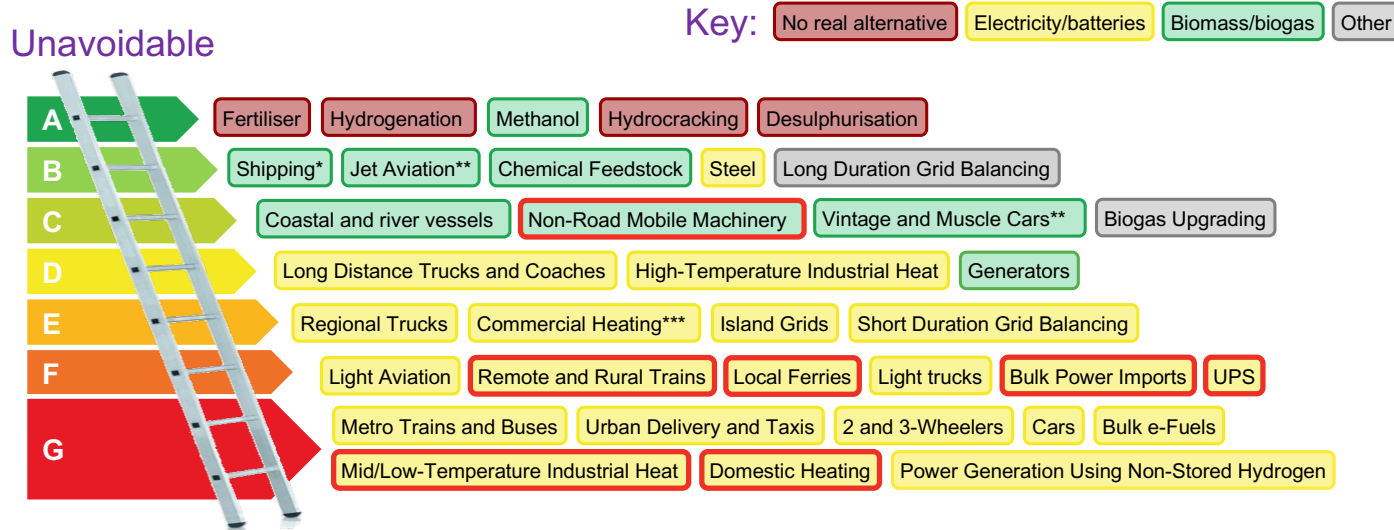 Key: No real alternative Electricity/batteries Biomass/biogas Other
Unavoidable
A Fertiliser Hydrogenation Methanol Hydrocracking Desulphurisation
B Shipping* Jet Aviation** Chemical Feedstock Steel Long Duration Grid Balancing
C Coastal and river vessels Non-Road Mobile Machinery Vintage and Muscle Cars** Biogas Upgrading
D Long Distance Trucks and Coaches High-Temperature Industrial Heat Generators
E Regional Trucks Commercial Heating*** Island Grids Short Duration Grid Balancing
F Light Aviation Remote and Rural Trains Local Ferries Light trucks Bulk Power Imports UPS
G Metro Trains and Buses Urban Delivery and Taxis 2 and 3-Wheelers Cars Bulk e-Fuels
Mid/Low-Temperature Industrial Heat Domestic Heating Power Generation Using Non-Stored Hydrogen